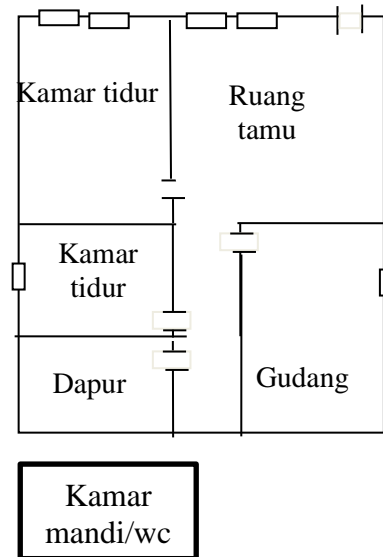 Kamar tidur
Ruang
tamu
Kamar
tidur
Dapur
Gudang
Kamar
mandi/wc